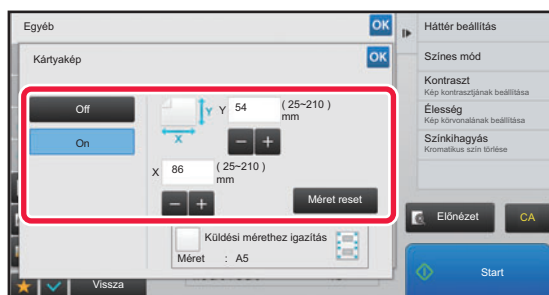 Egyéb
OK
Kártyakép
OK
Off
On
Y
X
Y 54 ( 25~210 )
mm
X 86 ( 25~210 )
mm
Méret reset
Küldési mérethez igazítás
Méret : A5
Vissza
Háttér beállítás
Színes mód
Kontraszt
Kép kontrasztjának beállítása
Élesség
Kép körvonalának beállítása
Színkihagyás
Kromatikus szín törlése
Előnézet
CA
Start